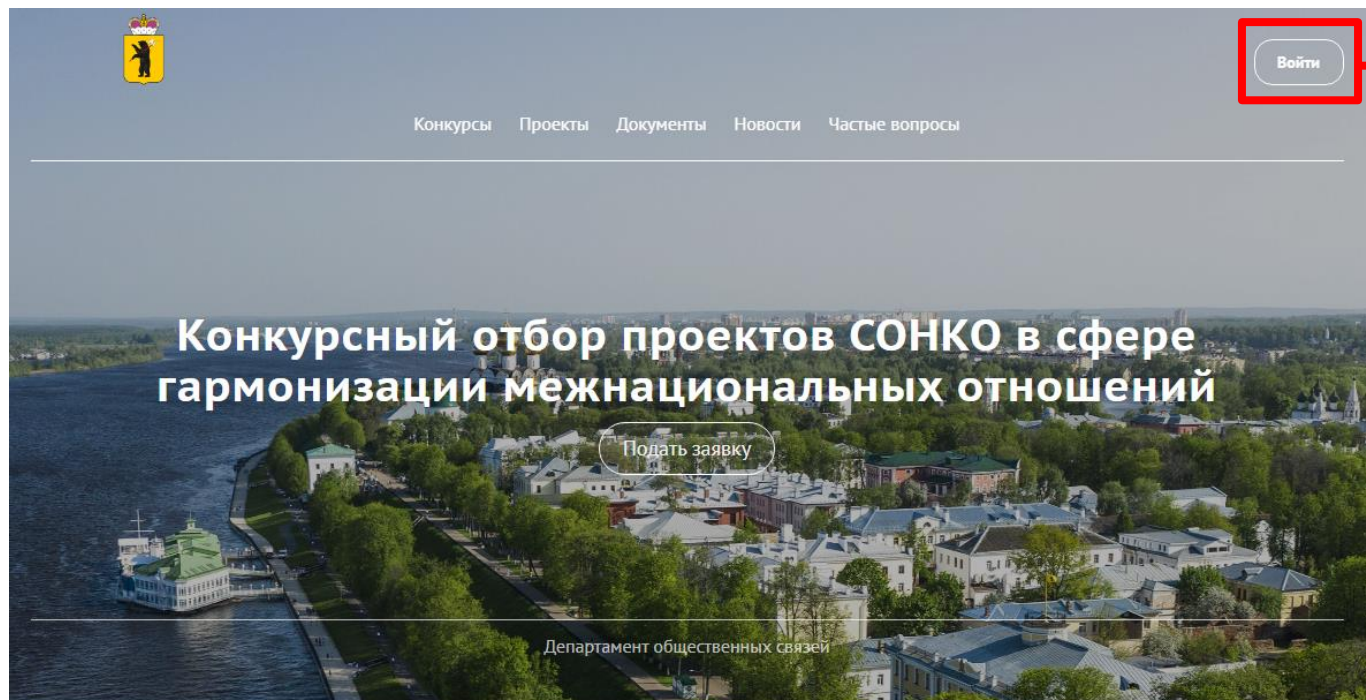 Войти
Конкурсы Проекты Документы Новости Частые вопросы
Конкурсный отбор проектов СОНКО в сфере
гармонизации межнациональных отношений
Подать заявку
Департамент общественных связей